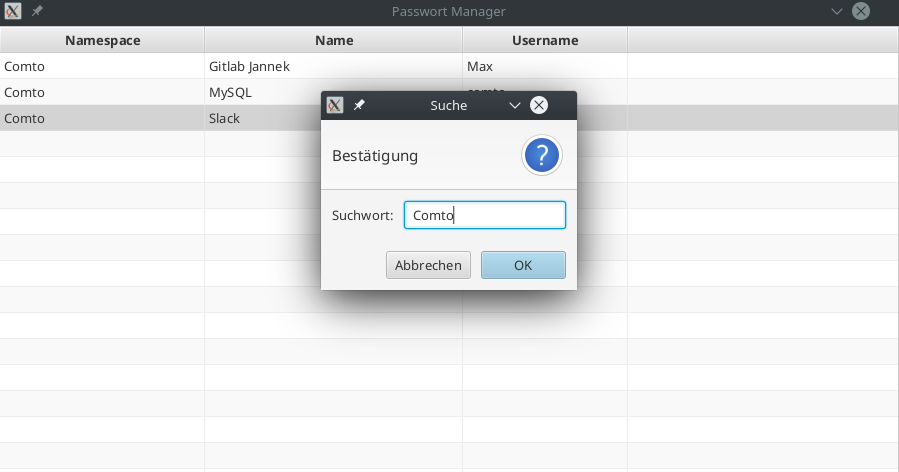 Passwort Manager
Namespace Name Username
Comto Gitlab Jannek Max
Comto MySQL
Comto Slack
Suche
Bestätigung
?
Suchwort: Comto
Abbrechen OK